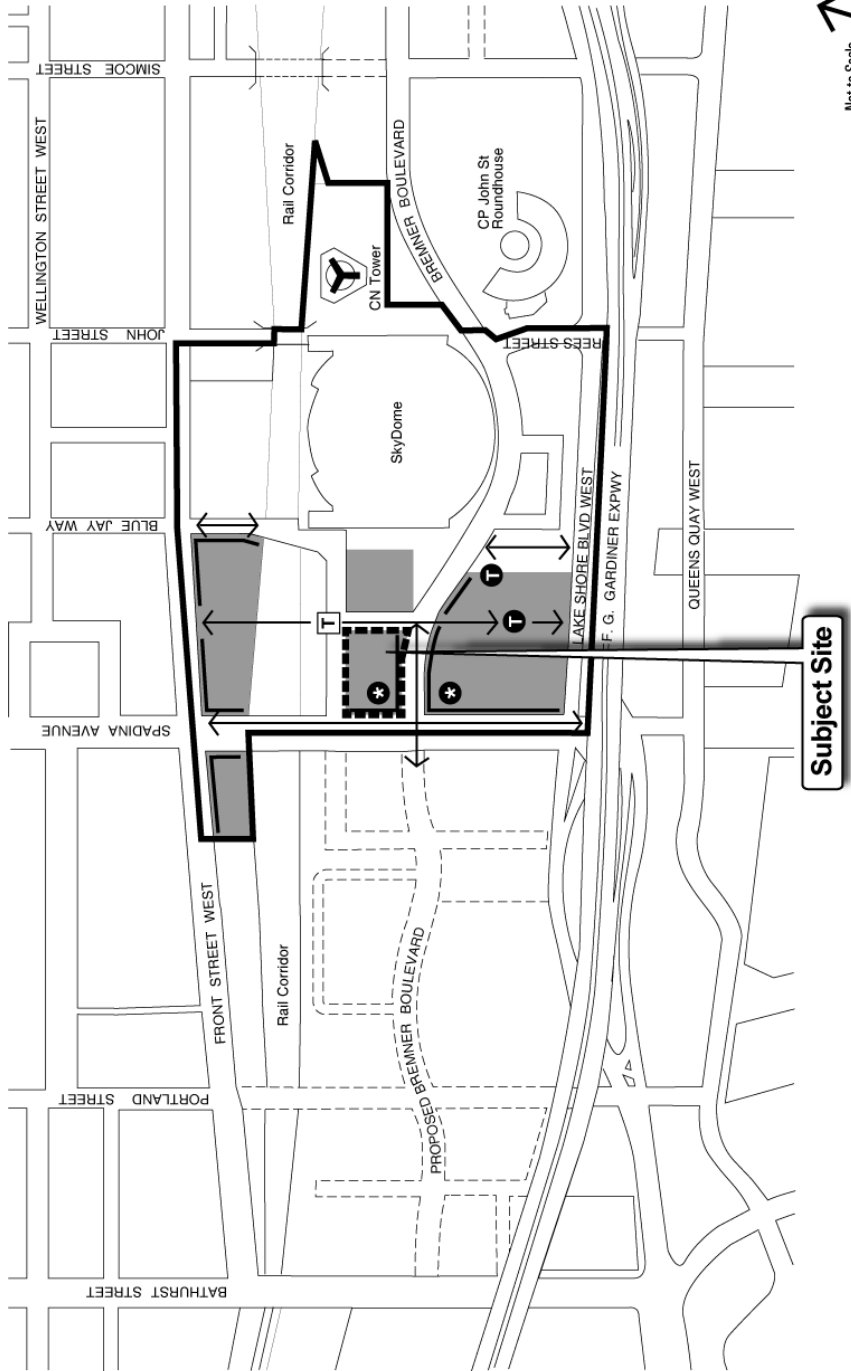 SIMCOE STREET
WELLINGTON STREET WEST
Rail Corridor
BREMNER BOULEVARD
CP John St
Roundhouse
CN Tower
JOHN STREET
REES STREET
SkyDome
BLUE JAY WAY
LAKE SHORE BLVD WEST
F. G. GARDINER EXPWY
QUEENS QUAY WEST
T
T
T
*
*
Subject Site
SPADINA AVENUE
FRONT STREET WEST
Rail Corridor
PROPOSED BREMNER BOULEVARD
PORTLAND STREET
BATHURST STREET
Not to Scale